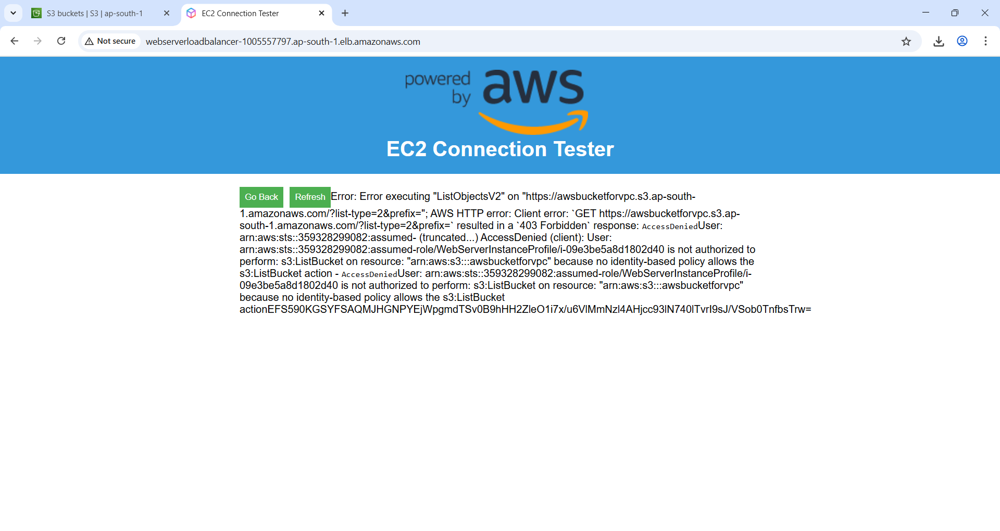 S3 buckets | S3 | ap-south-1
EC2 Connection Tester
Not secure
webserverloadbalancer-1005557797.ap-south-1.elb.amazonaws.com
powered
by
aws
EC2 Connection Tester
Go Back
Refresh
Error: Error executing "ListObjectsV2" on "https://awsbucketforvpc.s3.ap-south-
1.amazonaws.com/?list-type=2&prefix="; AWS HTTP error: Client error: `GET https://awsbucketforvpc.s3.ap-
south-1.amazonaws.com/?list-type=2&prefix=` resulted in a `403 Forbidden` response: AccessDeniedUser:
arn:aws:sts::359328299082:assumed- (truncated...) AccessDenied (client): User:
arn:aws:sts::359328299082:assumed-role/WebServerInstanceProfile/i-09e3be5a8d1802d40 is not authorized to
perform: s3:ListBucket on resource: "arn:aws:s3:::awsbucketforvpc" because no identity-based policy allows the
s3:ListBucket action - AccessDeniedUser: arn:aws:sts::359328299082:assumed-role/WebServerInstanceProfile/i-
09e3be5a8d1802d40 is not authorized to perform: s3:ListBucket on resource: "arn:aws:s3:::awsbucketforvpc"
because no identity-based policy allows the s3:ListBucket
actionEFS590KGSYFSAQMJHGNPYEjWpgmdTSv0B9hHH2ZleO1i7x/u6VlMmNzl4AHjcc93lN740lTvrI9sJ/VSob0TnfbsTrw=